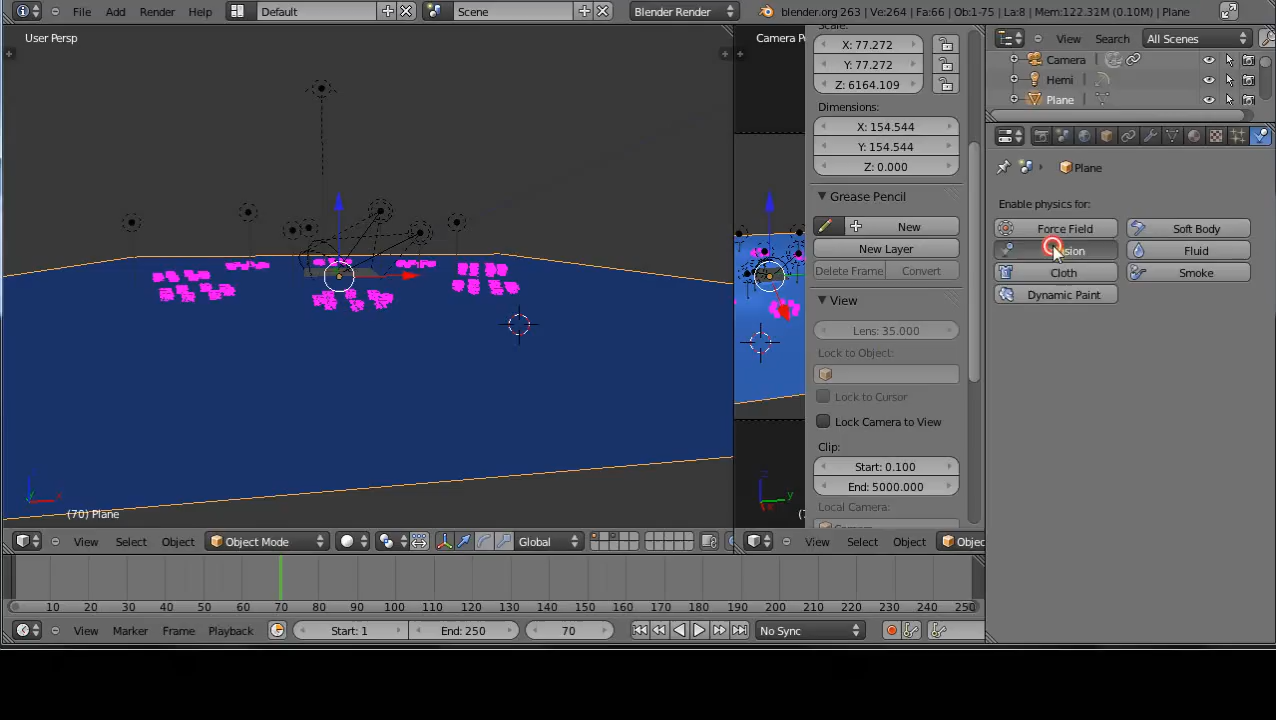 File Add Render Help Default Scene Blender Render blender.org 263 | Ve:264 | Fa:66 | Ob:1-75 | La:8 | Mem:122.31M (0.10M) | Plane
User Persp
Camera P
X: 77.272
Y: 77.272
Z: 6164.109
Dimensions:
X: 154.544
Y: 154.544
Z: 0.000
Grease Pencil
New
New Layer
Delete Frame Convert
View
Lens: 35.000
Lock to Object:
Lock to Cursor
Lock Camera to View
Clip:
Start: 0.100
End: 5000.000
Local Camera:
View Search All Scenes
Camera
Hemi
Plane
Plane
Enable physics for:
Force Field Soft Body
Fluid
Cloth Smoke
Dynamic Paint
(70) Plane
View Select Object Object Mode Global View Select Object Objec
10 20 30 40 50 60 70 80 90 100 110 120 130 140 150 160 170 180 190 200 210 220 230 240 250
View Marker Frame Playback Start: 1 End: 250 70 No Sync